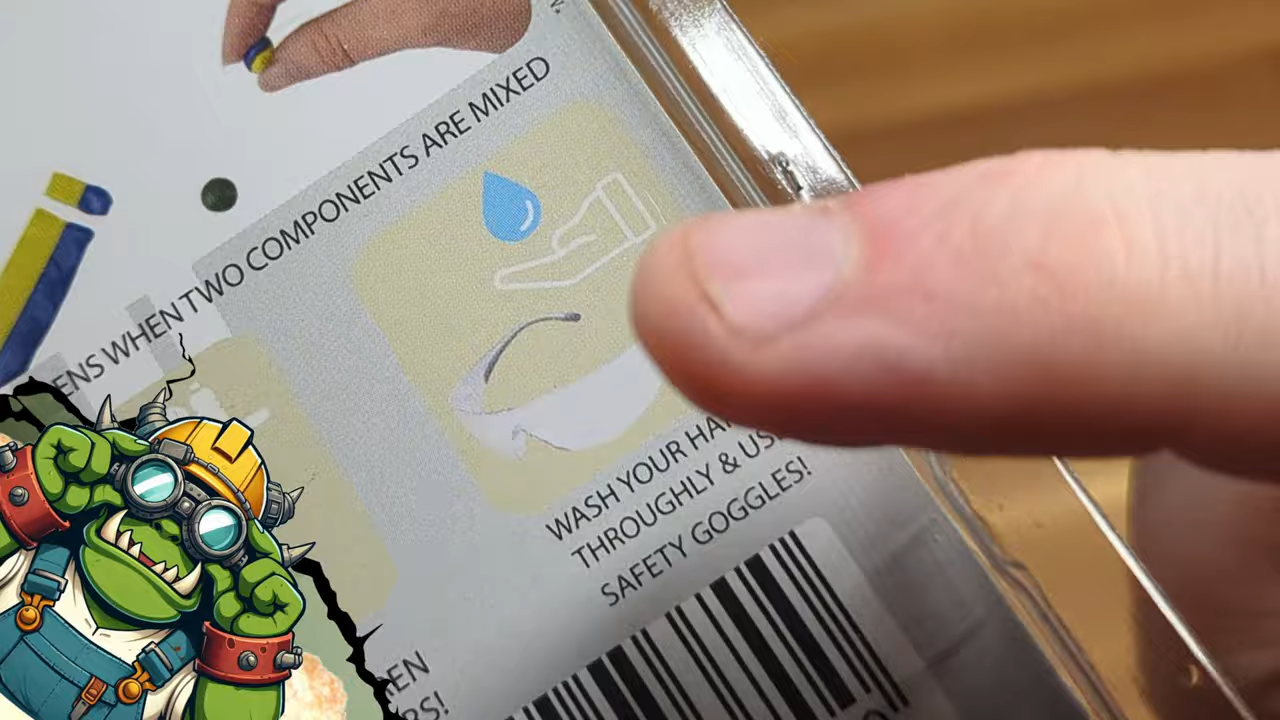 ENS WHEN TWO COMPONENTS ARE MIXED
WASH YOUR HA
THROUGHLY & US
SAFETY GOGGLES!
EN
RS!